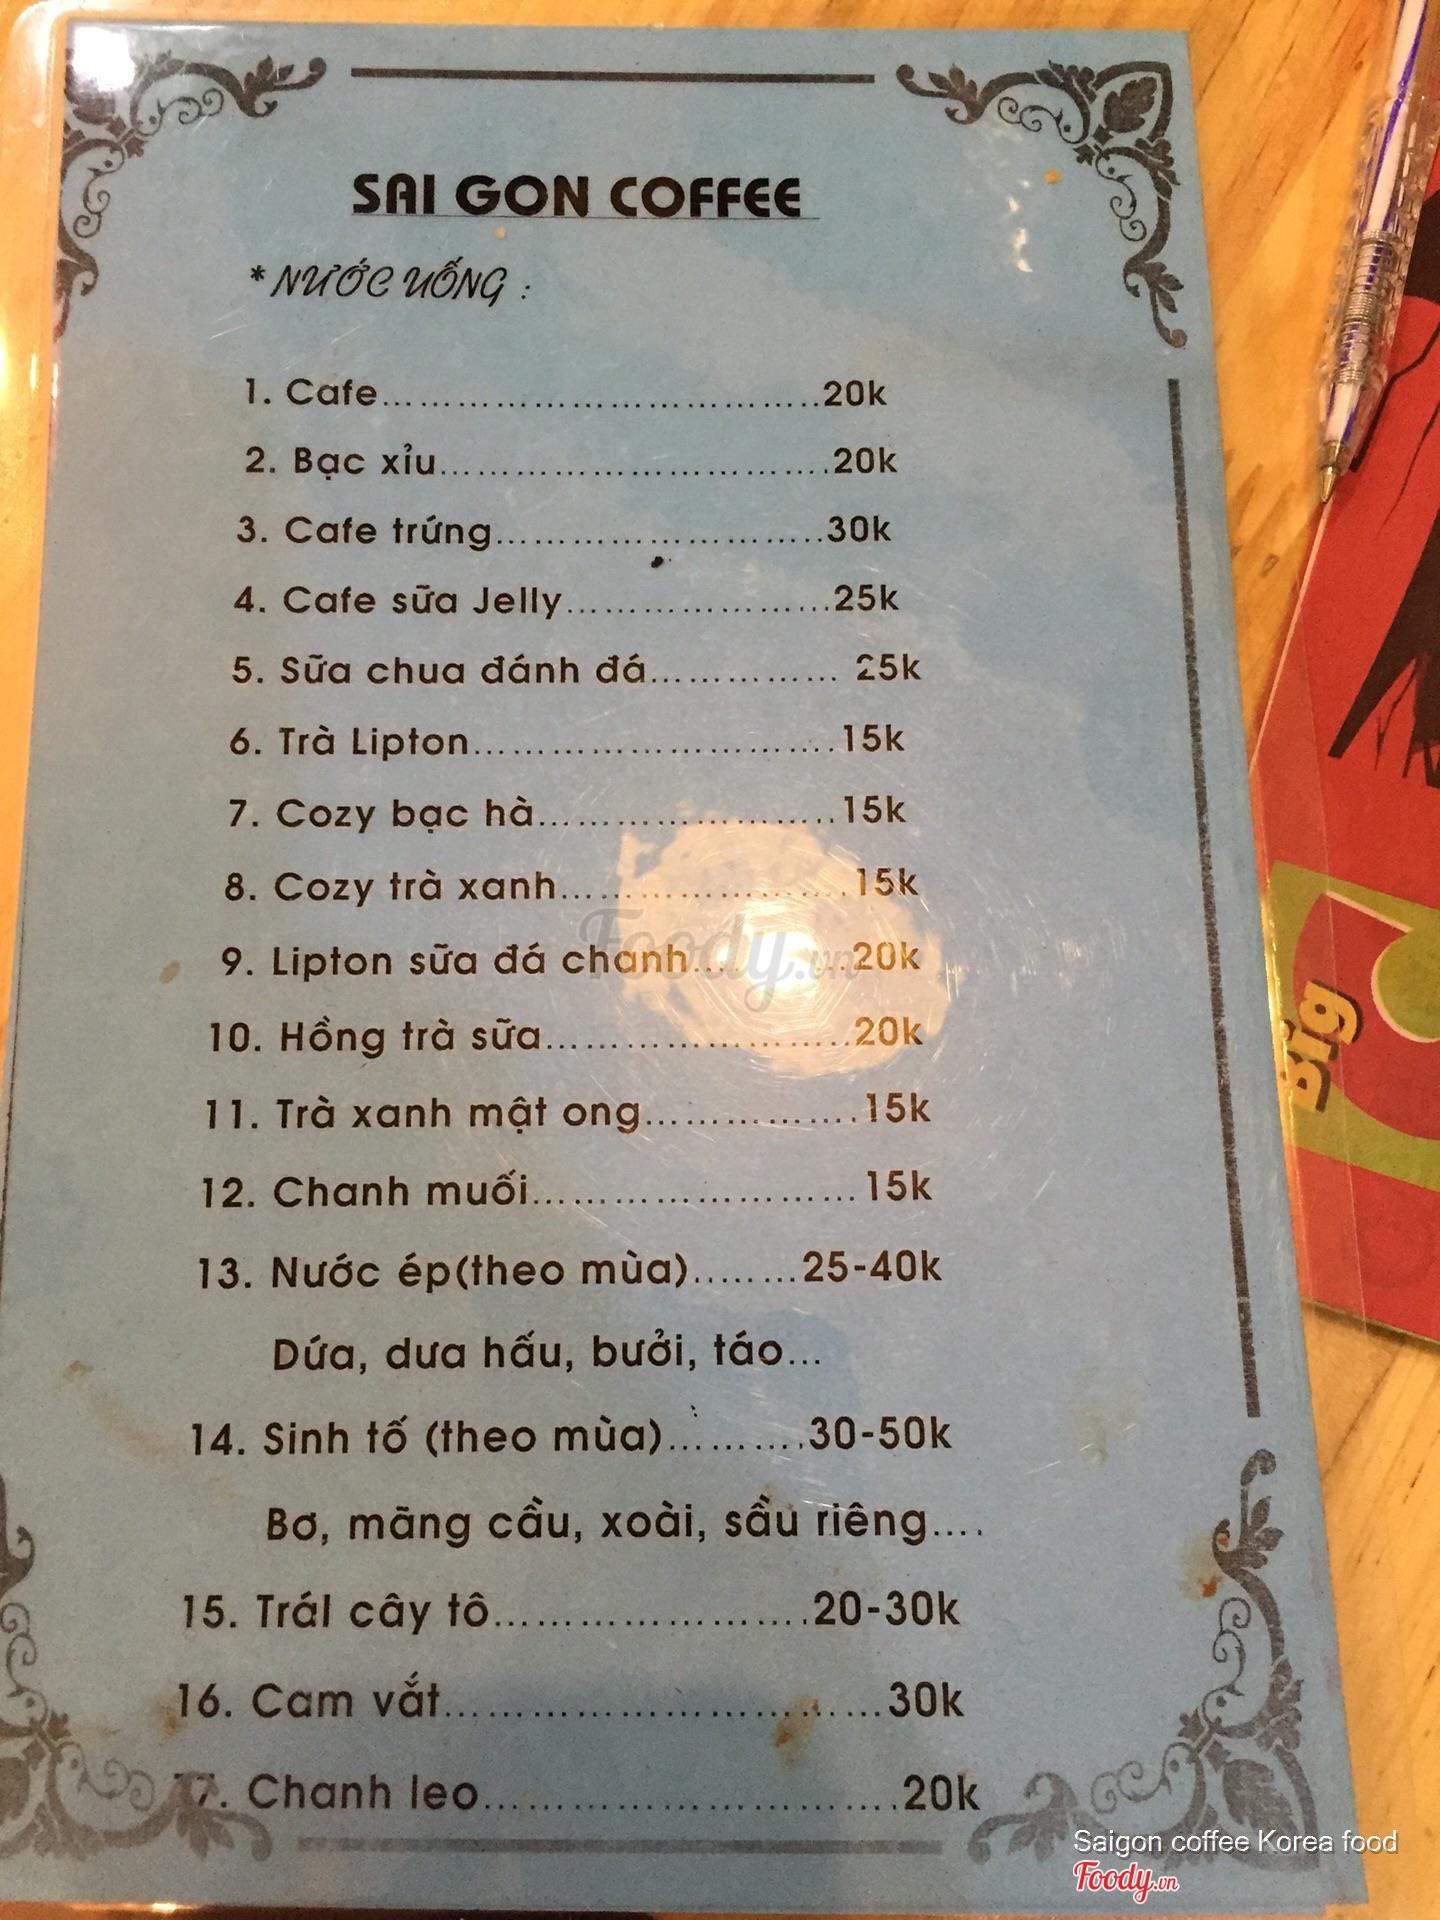 SAI GON COFFEE
* NƯỚC UỐNG :
1. Cafe.......................................20k
2. Bạc xỉu...................................20k
3. Cafe trứng.............................30k
4. Cafe sữa Jelly.......................25k
5. Sữa chua đánh đá............... 25k
6. Trà Lipton................................15k
7. Cozy bạc hà..........................15k
8. Cozy trà xanh.........................15k
9. Lipton sữa đá chanh.............20k
10. Hồng trà sữa.........................20k
11. Trà xanh mật ong.................15k
12. Chanh muối..........................15k
13. Nước ép(theo mùa)........25-40k
Dứa, dưa hấu, bưởi, táo...
14. Sinh tố (theo mùa)...........30-50k
Bơ, mãng cầu, xoài, sầu riêng....
15. Trál cây tô........................20-30k
16. Cam vắt.................................30k
17. Chanh leo...............................20k
Foody.vn
Big
Saigon coffee Korea food
Foody.vn